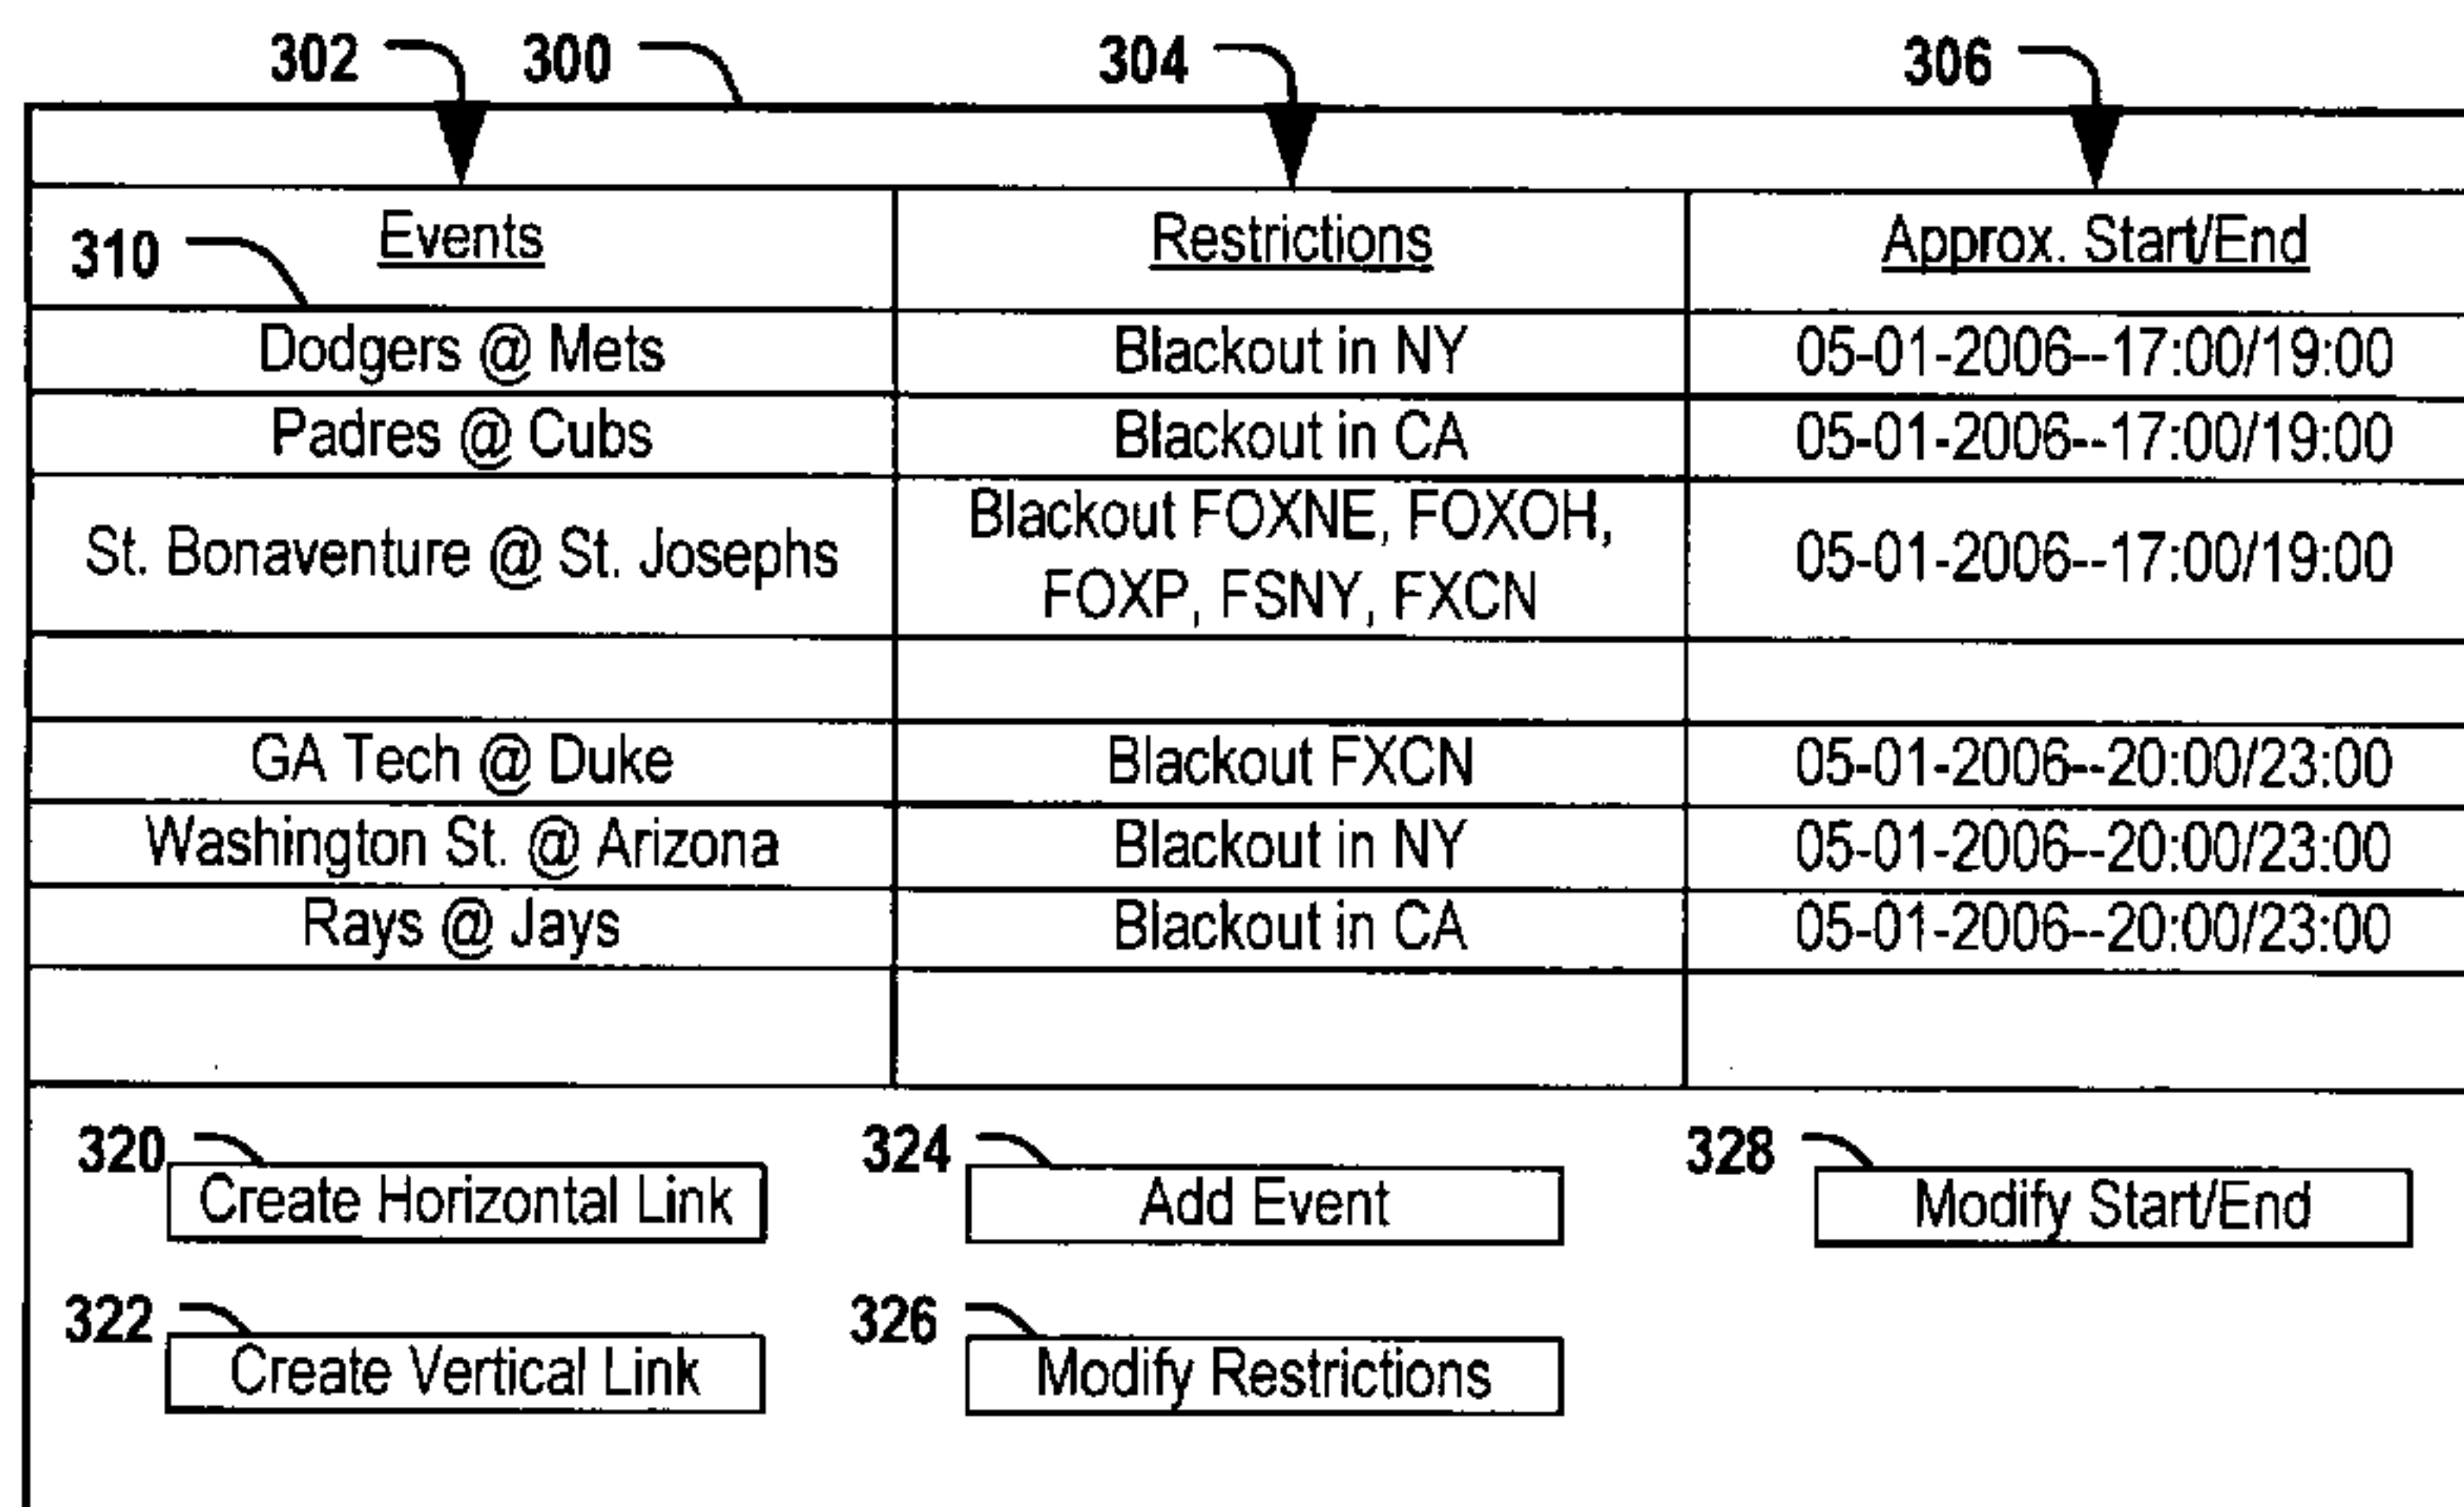 302 300 304 306
Events Restrictions Approx. Start/End
310
Dodgers @ Mets Blackout in NY 05-01-2006--17:00/19:00
Padres @ Cubs Blackout in CA 05-01-2006--17:00/19:00
St. Bonaventure @ St. Josephs Blackout FOXNE, FOXOH, 05-01-2006--17:00/19:00
FOXP, FSNY, FXCN
GA Tech @ Duke Blackout FXCN 05-01-2006--20:00/23:00
Washington St. @ Arizona Blackout in NY 05-01-2006--20:00/23:00
Rays @ Jays Blackout in CA 05-01-2006--20:00/23:00
320 324 328
Create Horizontal Link Add Event Modify Start/End
322 326
Create Vertical Link Modify Restrictions